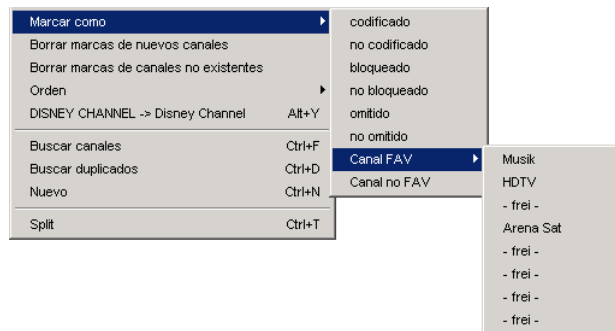 Marcar como
Borrar marcas de nuevos canales
Borrar marcas de canales no existentes
Orden
DISNEY CHANNEL -> Disney Channel Alt+Y
Buscar canales Ctrl+F
Buscar duplicados Ctrl+D
Nuevo Ctrl+N
Split Ctrl+T
codificado
no codificado
bloqueado
no bloqueado
omitido
no omitido
Canal FAV
Canal no FAV
Musik
HDTV
- frei -
Arena Sat
- frei -
- frei -
- frei -
- frei -